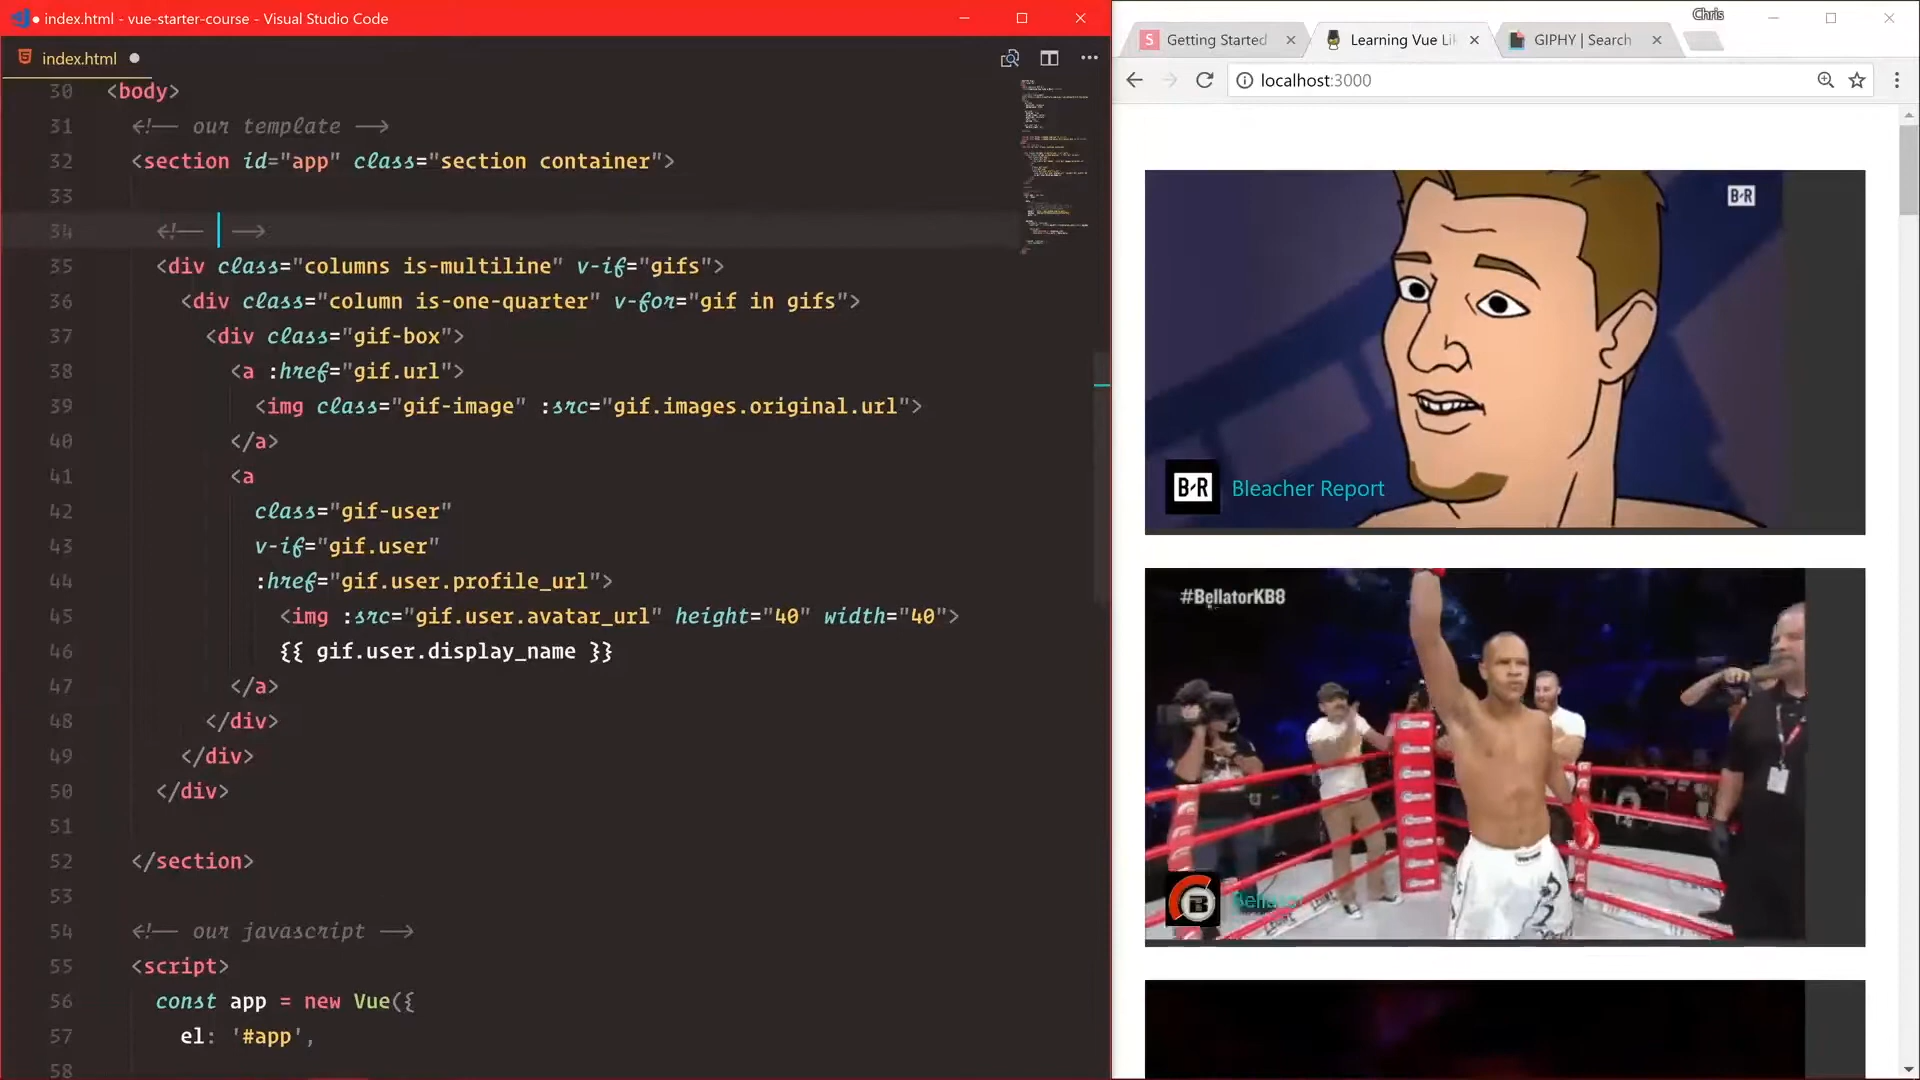 index.html - vue-starter-course - Visual Studio Code
index.html
30 <body>
31 <!-- our template -->
32 <section id="app" class="section container">
33
34 <!--  -->
35 <div class="columns is-multiline" v-if="gifs">
36 <div class="column is-one-quarter" v-for="gif in gifs">
37 <div class="gif-box">
38 <a :href="gif.url">
39 <img class="gif-image" :src="gif.images.original.url">
40 </a>
41 <a
42 class="gif-user"
43 v-if="gif.user"
44 :href="gif.user.profile_url">
45 <img :src="gif.user.avatar_url" height="40" width="40">
46 {{ gif.user.display_name }}
47 </a>
48 </div>
49 </div>
50 </div>
51
52 </section>
53
54 <!-- our javascript -->
55 <script>
56 const app = new Vue({
57 el: '#app',
58
Chris
Getting Started
Learning Vue Li
GIPHY | Search
localhost:3000
B/R
B/R Bleacher Report
#BellatorKB8
B Bellator